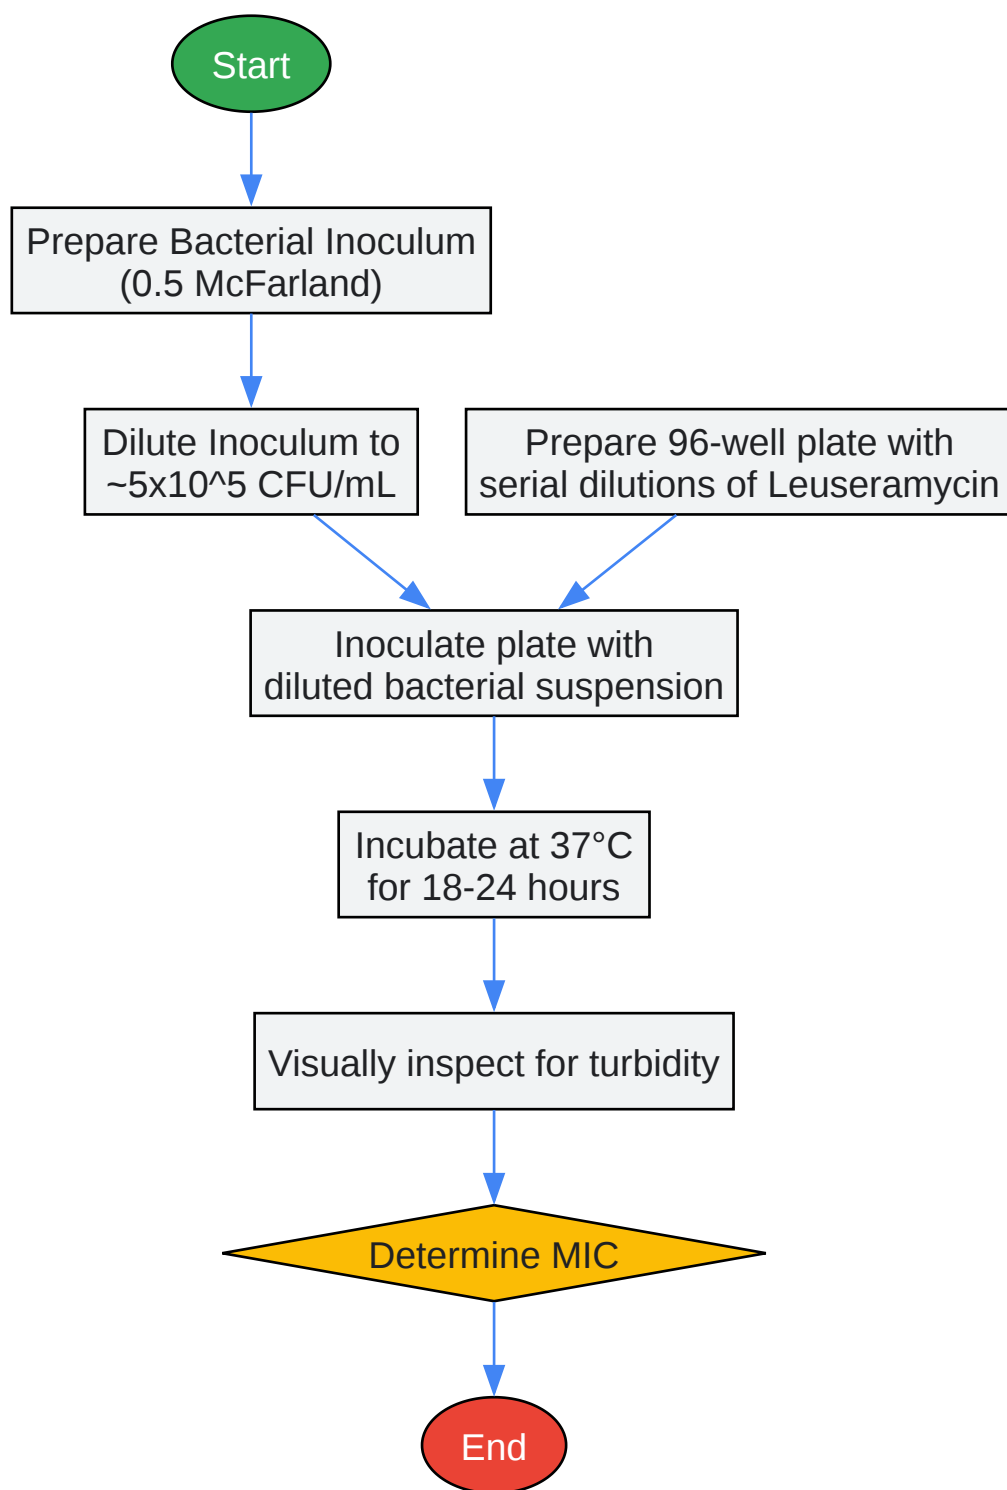 Start
Prepare Bacterial Inoculum
(0.5 McFarland)
Dilute Inoculum to
~5x10^5 CFU/mL
Prepare 96-well plate with
serial dilutions of Leuseramycin
Inoculate plate with
diluted bacterial suspension
Incubate at 37°C
for 18-24 hours
Visually inspect for turbidity
Determine MIC
End